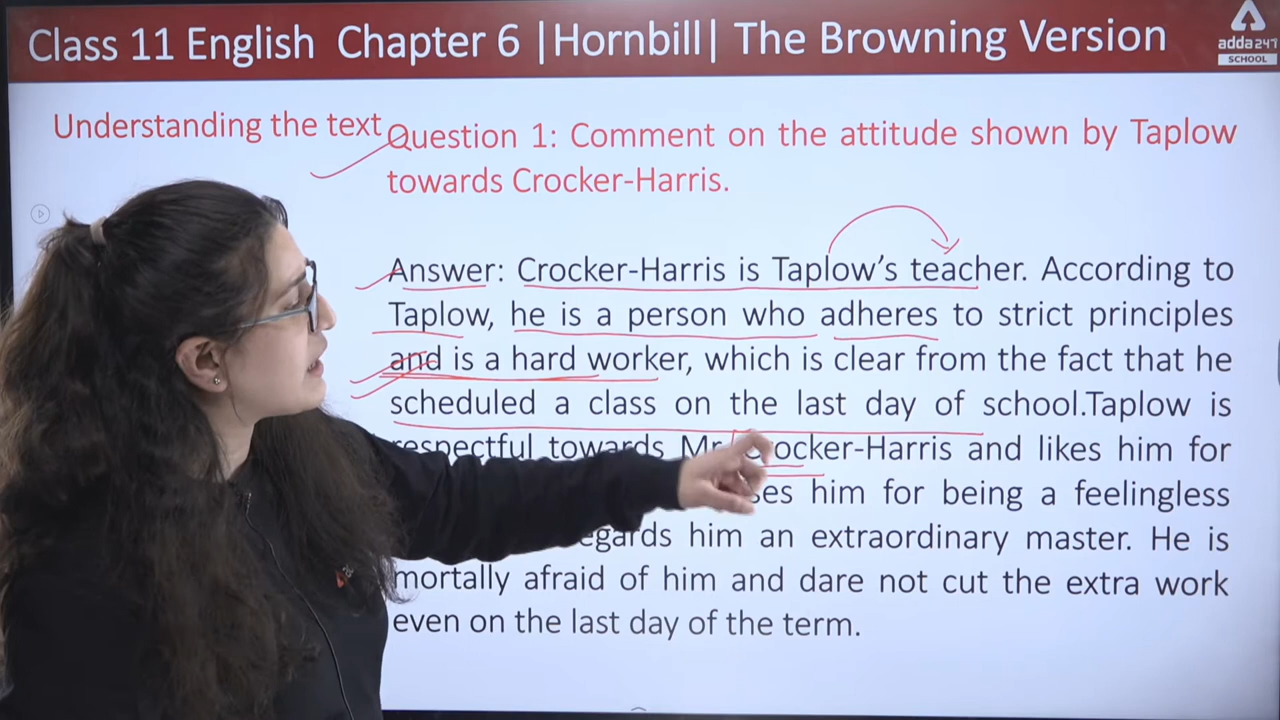 Class 11 English Chapter 6 |Hornbill| The Browning Version
adda247
SCHOOL
Understanding the text
Question 1: Comment on the attitude shown by Taplow
towards Crocker-Harris.
Answer: Crocker-Harris is Taplow's teacher. According to
Taplow, he is a person who adheres to strict principles
and is a hard worker, which is clear from the fact that he
scheduled a class on the last day of school.Taplow is
respectful towards Mr Crocker-Harris and likes him for
him for being a feelingless
him an extraordinary master. He is
mortally afraid of him and dare not cut the extra work
even on the last day of the term.